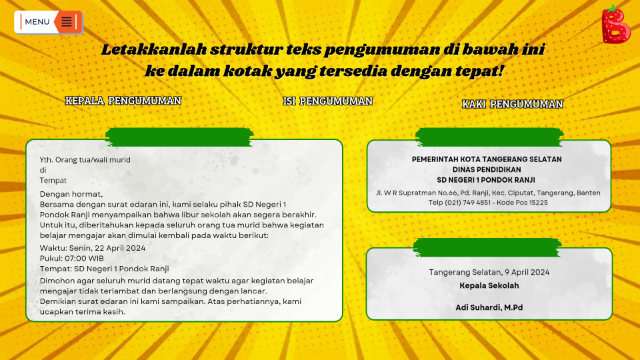 MENU
B
Letakkanlah struktur teks pengumuman di bawah ini
ke dalam kotak yang tersedia dengan tepat!
KEPALA PENGUMUMAN
ISI PENGUMUMAN
KAKI PENGUMUMAN
Yth. Orang tua/wali murid
di
Tempat
Dengan hormat,
Bersama dengan surat edaran ini, kami selaku pihak SD Negeri 1
Pondok Ranji menyampaikan bahwa libur sekolah akan segera berakhir.
Untuk itu, diberitahukan kepada seluruh orang tua murid bahwa kegiatan
belajar mengajar akan dimulai kembali pada waktu berikut:
Waktu: Senin, 22 April 2024
Pukul: 07:00 WIB
Tempat: SD Negeri 1 Pondok Ranji
Dimohon agar seluruh murid datang tepat waktu agar kegiatan belajar
mengajar tidak terlambat dan berlangsung dengan lancar.
Demikian surat edaran ini kami sampaikan. Atas perhatiannya, kami
ucapkan terima kasih.
PEMERINTAH KOTA TANGERANG SELATAN
DINAS PENDIDIKAN
SD NEGERI 1 PONDOK RANJI
Jl. W R Supratman No.66, Pd. Ranji, Kec. Ciputat, Tangerang, Banten
Telp (021) 749 4851 - Kode Pos 15225
Tangerang Selatan, 9 April 2024
Kepala Sekolah
Adi Suhardi, M.Pd